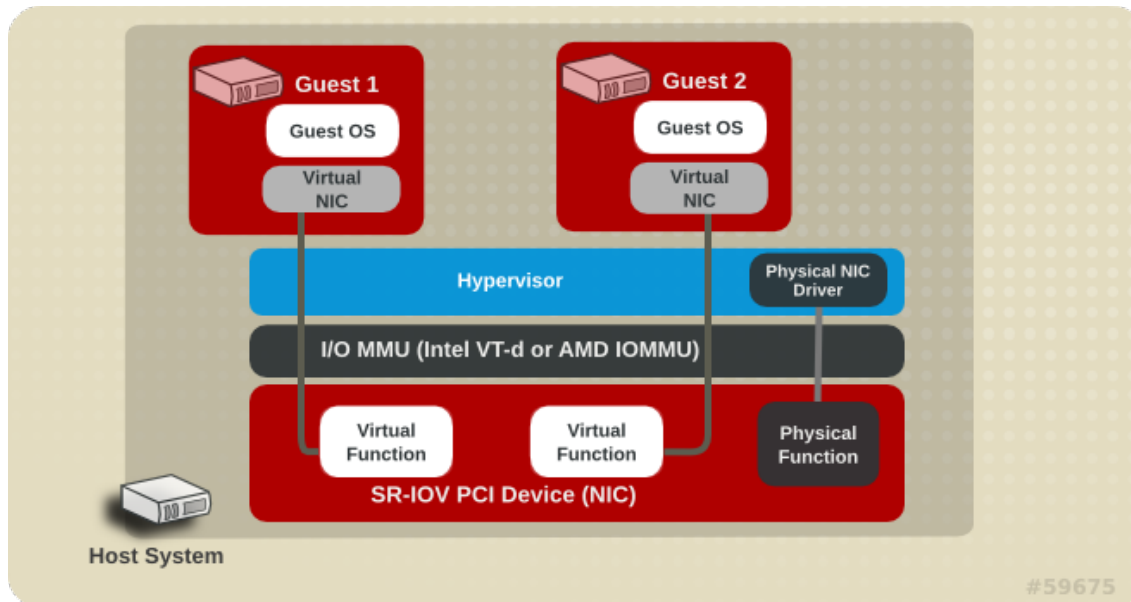 Guest 1
Guest OS
Virtual
NIC
Guest 2
Guest OS
Virtual
NIC
Hypervisor
Physical NIC
Driver
I/O MMU (Intel VT-d or AMD IOMMU)
Virtual
Function
Virtual
Function
Physical
Function
SR-IOV PCI Device (NIC)
Host System
#59675